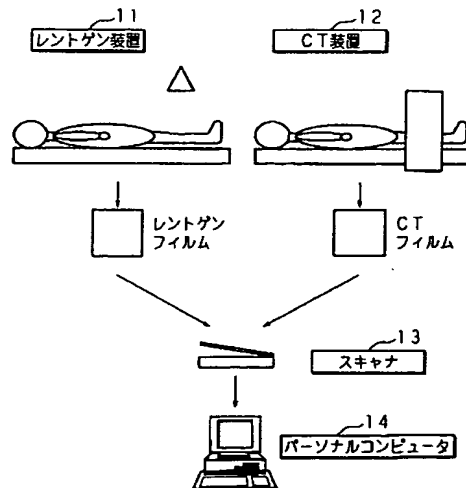 11
レントゲン装置
12
CT装置
レントゲン
フィルム
CT
フィルム
13
スキャナ
14
パーソナルコンピュータ